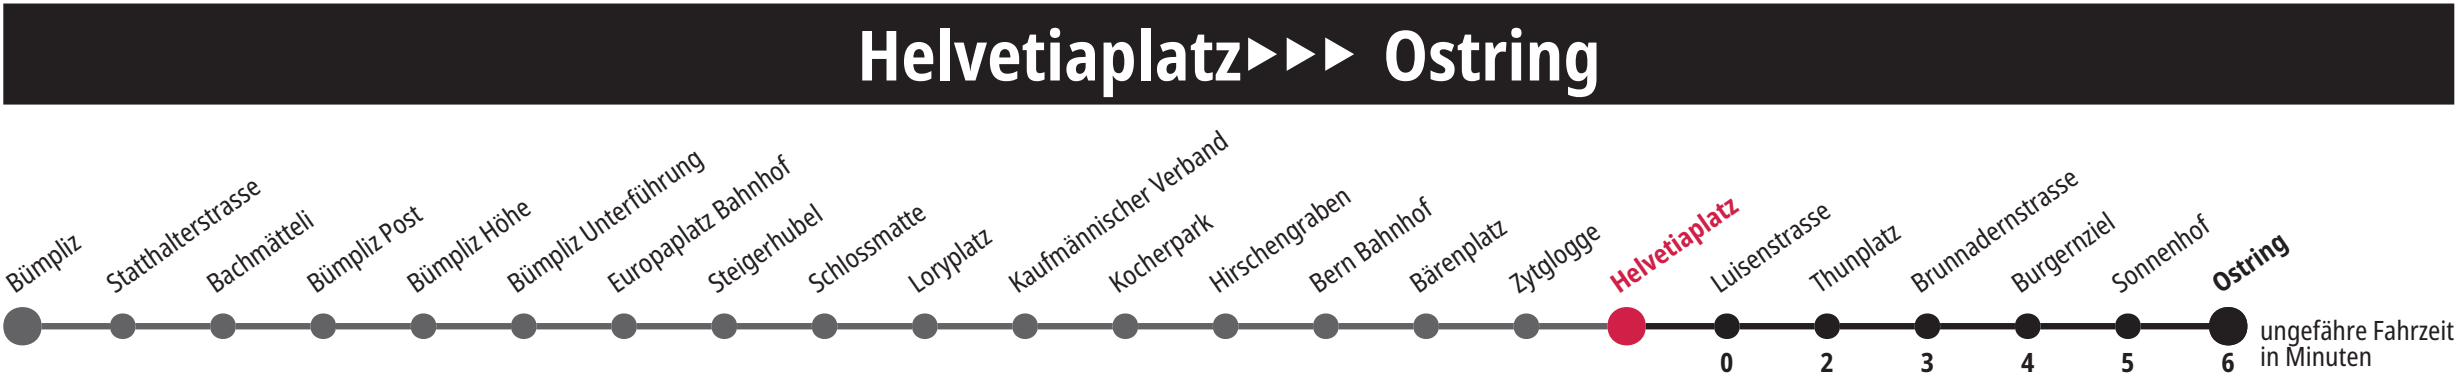 Helvetiaplatz▶▶▶ Ostring
Bümpliz
Statthalterstrasse
Bachmätteli
Bümpliz Post
Bümpliz Höhe
Bümpliz Unterführung
Europaplatz Bahnhof
Steigerhubel
Schlossmatte
Loryplatz
Kaufmännischer Verband
Kocherpark
Hirschengraben
Bern Bahnhof
Bärenplatz
Zytglogge
Helvetiaplatz
Luisenstrasse
Thunplatz
Brunnadernstrasse
Burgernziel
Sonnenhof
Ostring
0 2 3 4 5 6
ungefähre Fahrzeit
in Minuten